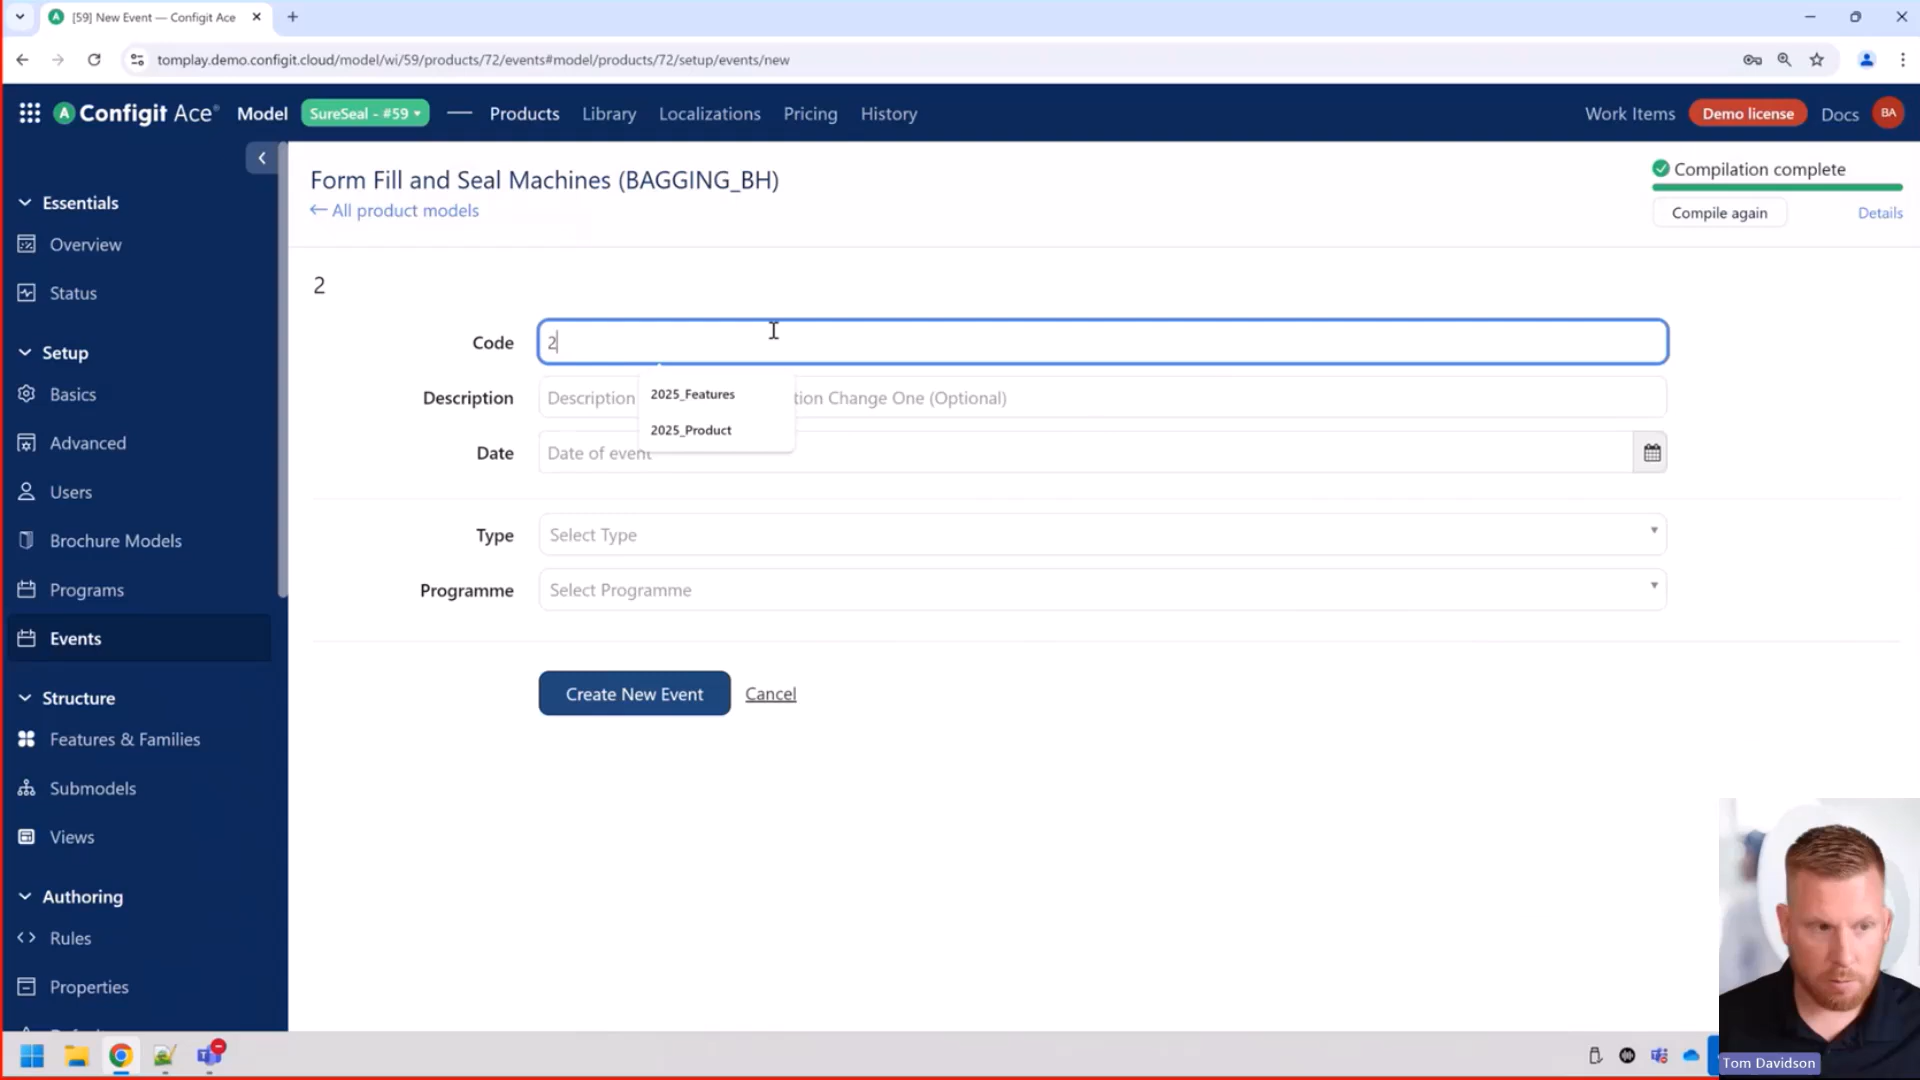 [59] New Event — Configit Ace
tomplay.demo.configit.cloud/model/wi/59/products/72/events#model/products/72/setup/events/new
A Configit Ace® Model SureSeal - #59 Products Library Localizations Pricing History Work Items Demo license Docs BA
Essentials
Overview
Status
Setup
Basics
Advanced
Users
Brochure Models
Programs
Events
Structure
Features & Families
Submodels
Views
Authoring
Rules
Properties
Form Fill and Seal Machines (BAGGING_BH)
← All product models
Compilation complete
Compile again Details
2
Code 2
2025_Features
2025_Product
Description Description tion Change One (Optional)
Date Date of event
Type Select Type
Programme Select Programme
Create New Event Cancel
Tom Davidson